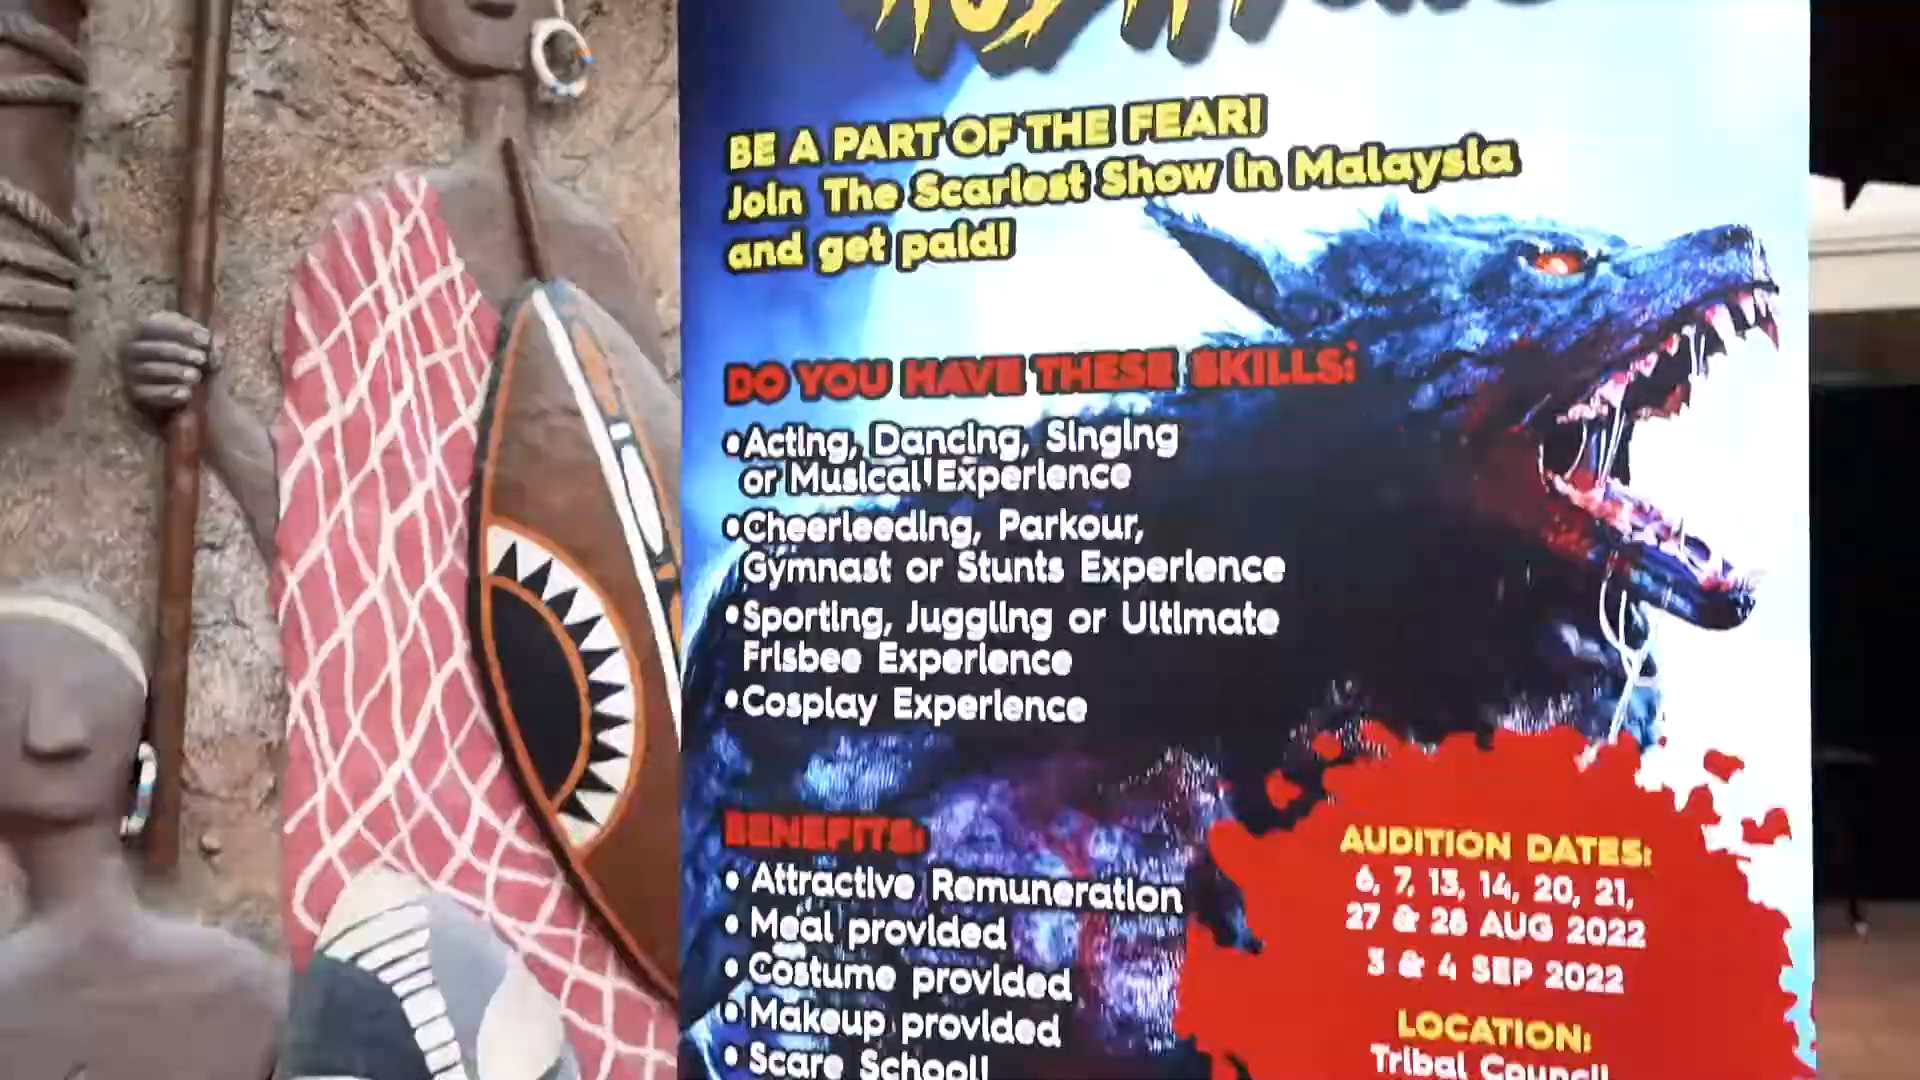 BE A PART OF THE FEAR!
Join The Scariest Show in Malaysia
and get paid!
DO YOU HAVE THESE SKILLS:
•Acting, Dancing, Singing
or Musical Experience
•Cheerleeding, Parkour,
Gymnast or Stunts Experience
•Sporting, Juggling or Ultimate
Frisbee Experience
•Cosplay Experience
BENEFITS:
• Attractive Remuneration
• Meal provided
• Costume provided
• Makeup provided
• Scare School!
AUDITION DATES:
6, 7, 13, 14, 20, 21,
27 & 28 AUG 2022
3 & 4 SEP 2022
LOCATION:
Tribal Council